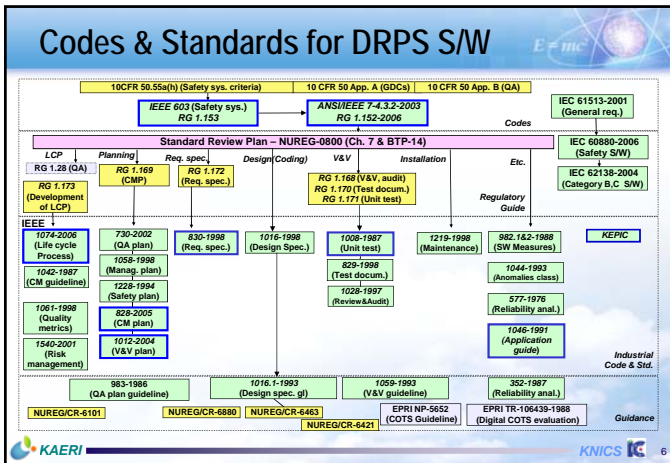 Codes & Standards for DRPS S/W
E=mc²
10CFR 50.55a(h) (Safety sys. criteria)
10 CFR 50 App. A (GDCs)
10 CFR 50 App. B (QA)
IEEE 603 (Safety sys.)
RG 1.153
ANSI/IEEE 7-4.3.2-2003
RG 1.152-2006
IEC 61513-2001
(General req.)
Codes
Standard Review Plan – NUREG-0800 (Ch. 7 & BTP-14)
IEC 60880-2006
(Safety S/W)
IEC 62138-2004
(Category B,C S/W)
LCP
Planning
Req. spec.
Design(Coding)
V&V
Installation
Etc.
RG 1.28 (QA)
RG 1.173
(Development
of LCP)
RG 1.169
(CMP)
RG 1.172
(Req. spec.)
RG 1.168 (V&V, audit)
RG 1.170 (Test docum.)
RG 1.171 (Unit test)
Regulatory
Guide
IEEE
1074-2006
(Life cycle
Process)
730-2002
(QA plan)
830-1998
(Req. spec.)
1016-1998
(Design Spec.)
1008-1987
(Unit test)
1219-1998
(Maintenance)
982.1&2-1988
(SW Measures)
KEPIC
1042-1987
(CM guideline)
1058-1998
(Manag. plan)
829-1998
(Test docum.)
1044-1993
(Anomalies class)
1228-1994
(Safety plan)
1028-1997
(Review&Audit)
577-1976
(Reliability anal.)
1061-1998
(Quality
metrics)
828-2005
(CM plan)
1046-1991
(Application
guide)
1540-2001
(Risk
management)
1012-2004
(V&V plan)
Industrial
Code & Std.
983-1986
(QA plan guideline)
1016.1-1993
(Design spec. gl)
1059-1993
(V&V guideline)
352-1987
(Reliability anal.)
NUREG/CR-6101
NUREG/CR-6880
NUREG/CR-6463
NUREG/CR-6421
EPRI NP-5652
(COTS Guideline)
EPRI TR-106439-1988
(Digital COTS evaluation)
Guidance
KAERI
KNICS
6